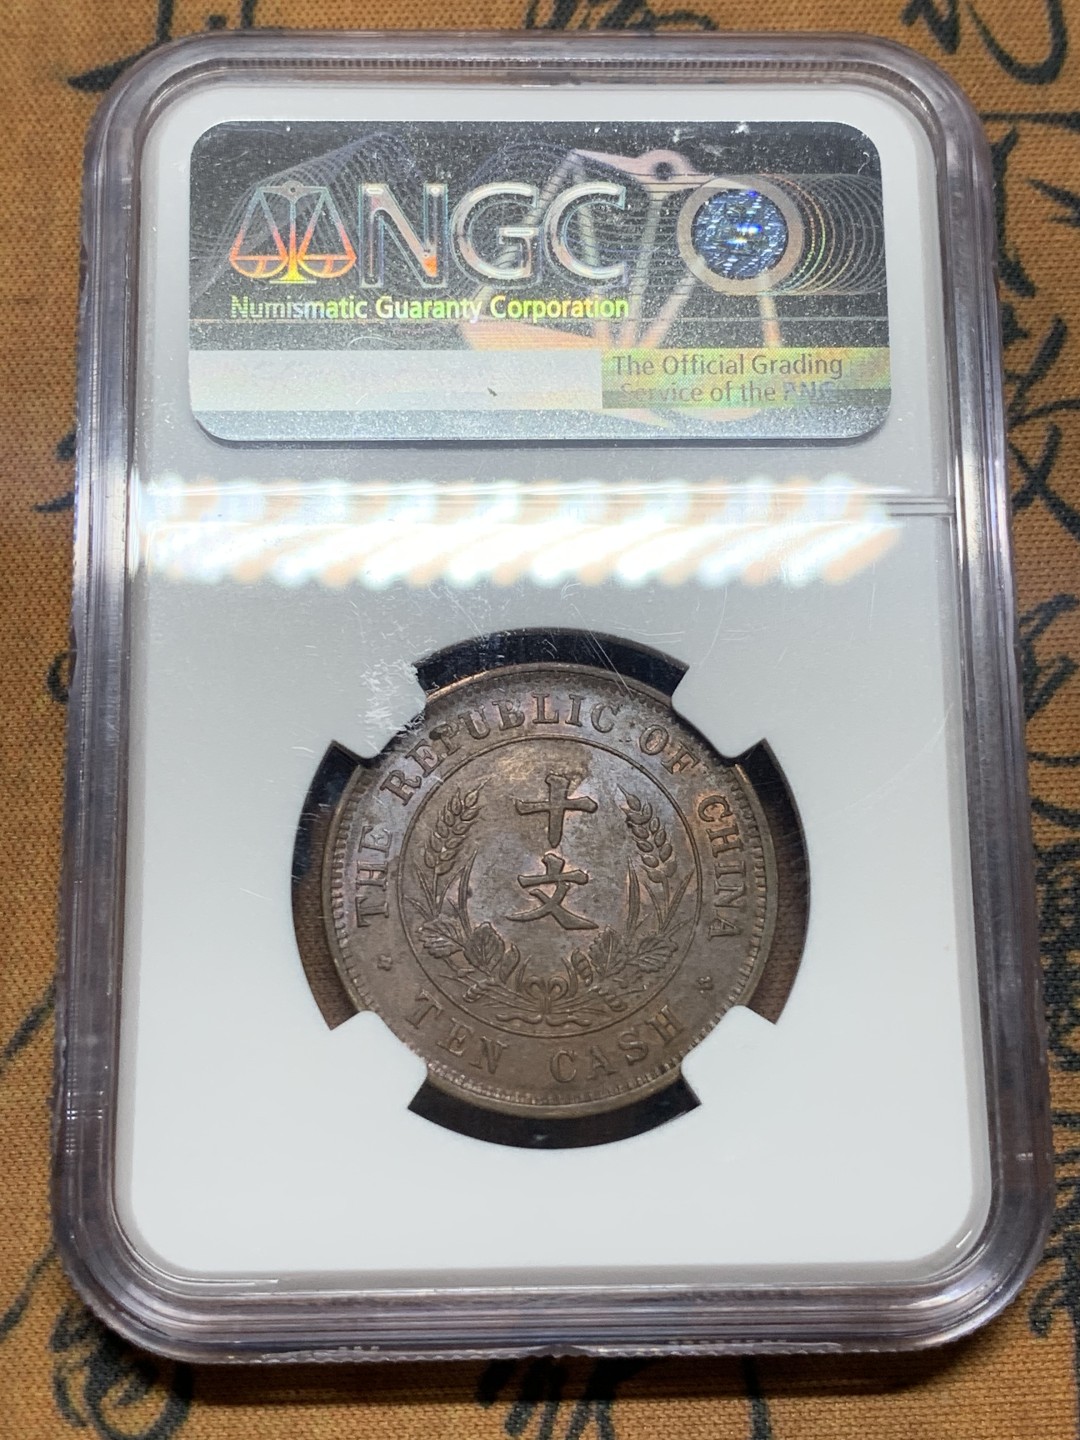 NGC
Numismatic Guaranty Corporation
The Official Grading
Service of the PNG
THE REPUBLIC OF CHINA
十
文
TEN CASH